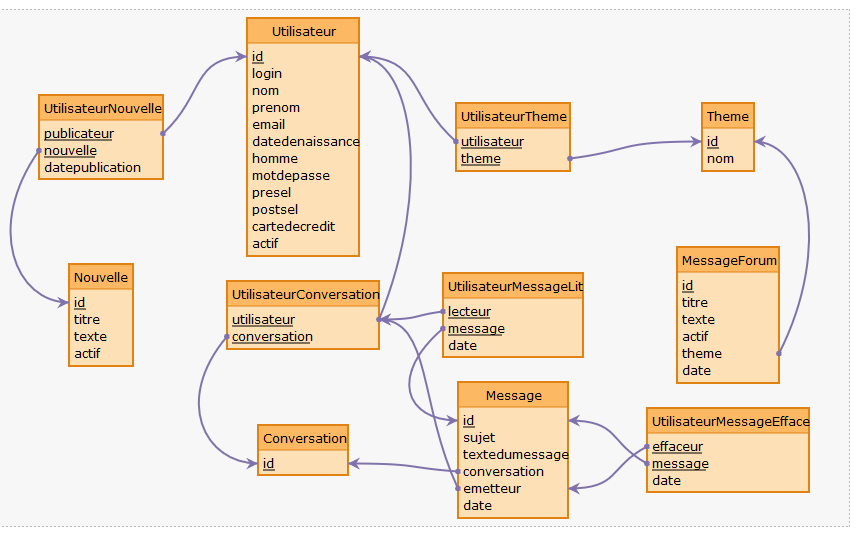 Utilisateur
id
login
nom
prenom
email
datedenaissance
homme
motdepasse
presel
postsel
cartedecredit
actif
UtilisateurNouvelle
publicateur
nouvelle
datepublication
UtilisateurTheme
utilisateur
theme
Theme
id
nom
Nouvelle
id
titre
texte
actif
UtilisateurConversation
utilisateur
conversation
UtilisateurMessageLit
lecteur
message
date
MessageForum
id
titre
texte
actif
theme
date
Conversation
id
Message
id
sujet
textedumessage
conversation
emetteur
date
UtilisateurMessageEfface
effaceur
message
date